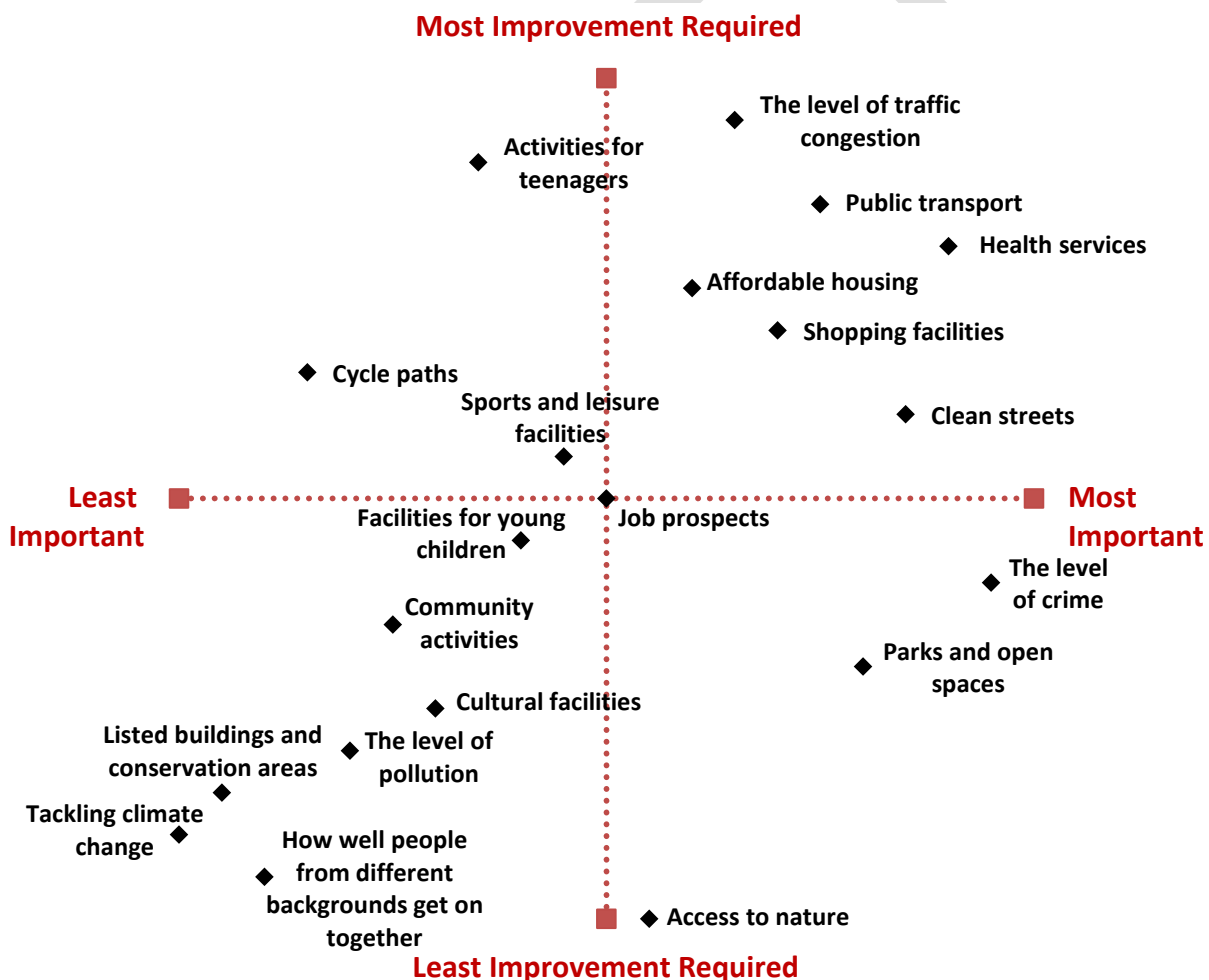 Most Improvement Required
The level of traffic
congestion
Activities for
teenagers
Public transport
Health services
Affordable housing
Shopping facilities
Cycle paths
Sports and leisure
facilities
Clean streets
Least
Important
Most
Important
Facilities for young
children
Job prospects
The level
of crime
Community
activities
Parks and open
spaces
Cultural facilities
Listed buildings and
conservation areas
The level of
pollution
Tackling climate
change
How well people
from different
backgrounds get on
together
Access to nature
Least Improvement Required